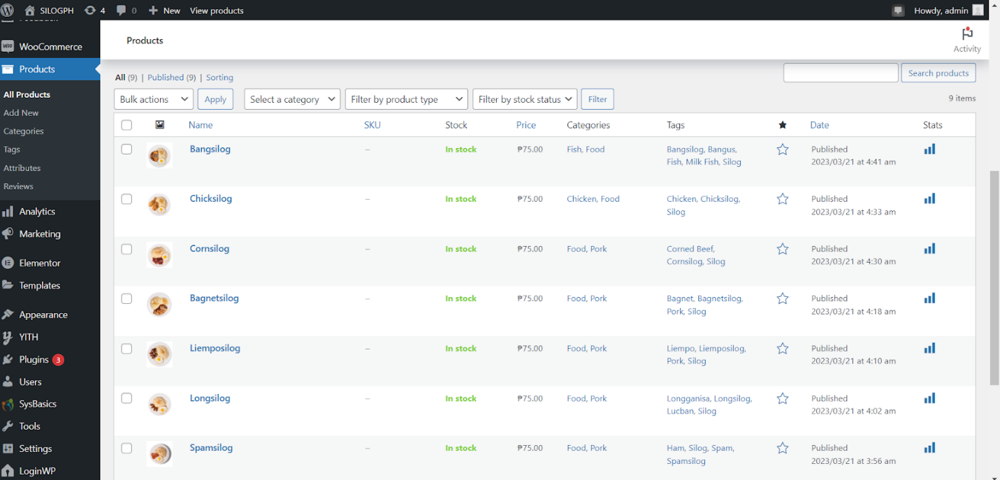 SILOGPH 4 0 New View products Howdy, admin
WooCommerce
Products
All Products
Add New
Categories
Tags
Attributes
Reviews
Analytics
Marketing
Elementor
Templates
Appearance
YITH
Plugins 3
Users
SysBasics
Tools
Settings
LoginWP
Products
Activity
All (9) | Published (9) | Sorting
Search products
Bulk actions Apply Select a category Filter by product type Filter by stock status Filter
9 items
Name SKU Stock Price Categories Tags Date Stats
Bangsilog – In stock ₱75.00 Fish, Food Bangsilog, Bangus, Published
Fish, Milk Fish, Silog 2023/03/21 at 4:41 am
Chicksilog – In stock ₱75.00 Chicken, Food Chicken, Chicksilog, Published
Silog 2023/03/21 at 4:33 am
Cornsilog – In stock ₱75.00 Food, Pork Corned Beef, Published
Cornsilog, Silog 2023/03/21 at 4:30 am
Bagnetsilog – In stock ₱75.00 Food, Pork Bagnet, Bagnetsilog, Published
Pork, Silog 2023/03/21 at 4:18 am
Liemposilog – In stock ₱75.00 Food, Pork Liempo, Liemposilog, Published
Pork, Silog 2023/03/21 at 4:10 am
Longsilog – In stock ₱75.00 Food, Pork Longganisa, Longsilog, Published
Lucban, Silog 2023/03/21 at 4:02 am
Spamsilog – In stock ₱75.00 Food, Pork Ham, Silog, Spam, Published
Spamsilog 2023/03/21 at 3:56 am